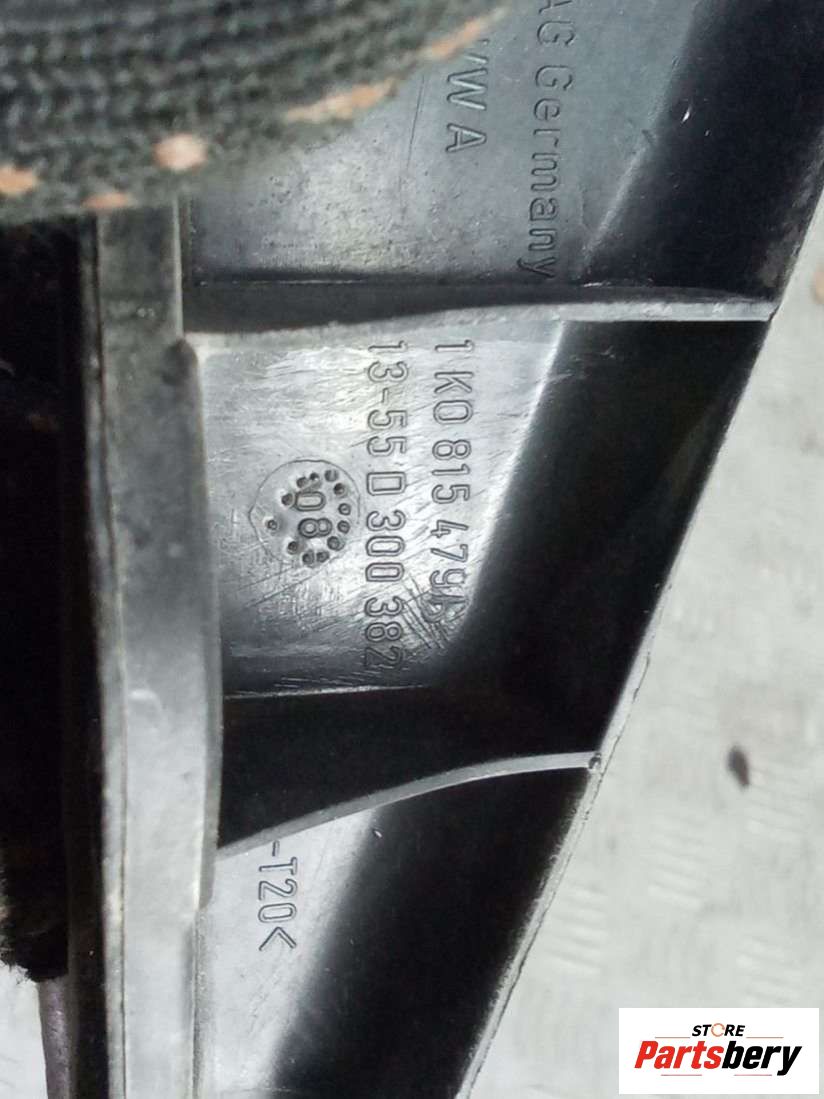 AG Germany
VW A
1K0 815 479
13-55 D 300 382
08
-T20<
STORE
Partsbery